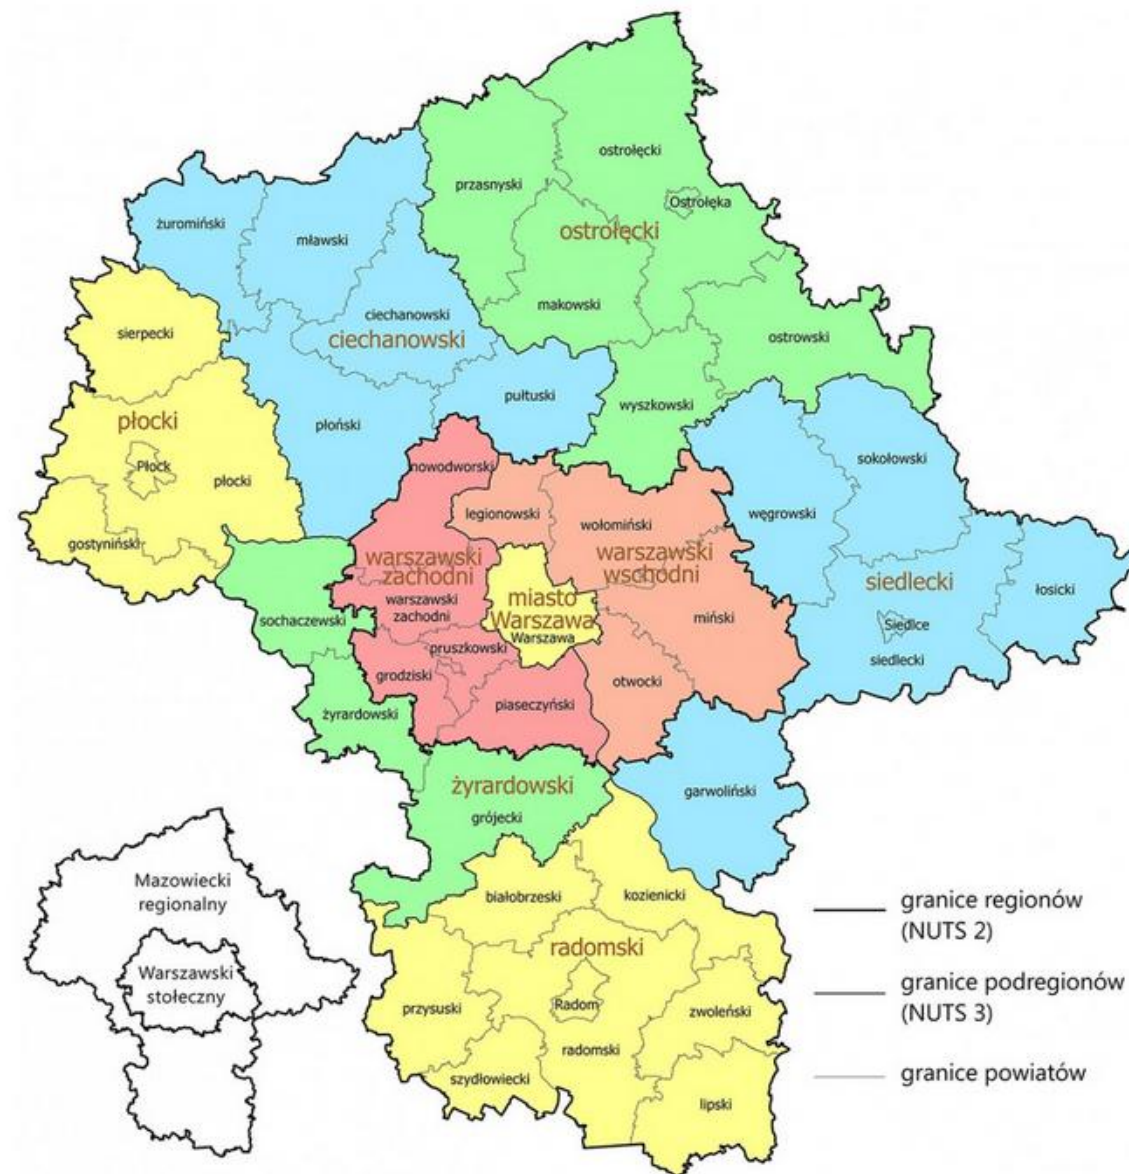 ostrołęcki
przasnyski
Ostrołęka
żuromiński
ostrołęcki
mławski
makowski
ciechanowski
sierpecki
ciechanowski
ostrowski
pułtuski
wyszkowski
płocki
płoński
sokołowski
Płock
nowodworski
płocki
węgrowski
legionowski
wołomiński
gostyniński
warszawski
zachodni
warszawski
wschodni
siedlecki
łosicki
miasto
Warszawa
Warszawa
warszawski
zachodni
sochaczewski
miński
Siedlce
siedlecki
pruszkowski
grodziski
otwocki
piaseczyński
żyrardowski
żyrardowski
garwoliński
grójecki
Mazowiecki
regionalny
białobrzeski
kozienicki
granice regionów
(NUTS 2)
radomski
Warszawski
stołeczny
granice podregionów
(NUTS 3)
przysuski
Radom
zwoleński
radomski
szydłowiecki
granice powiatów
lipski